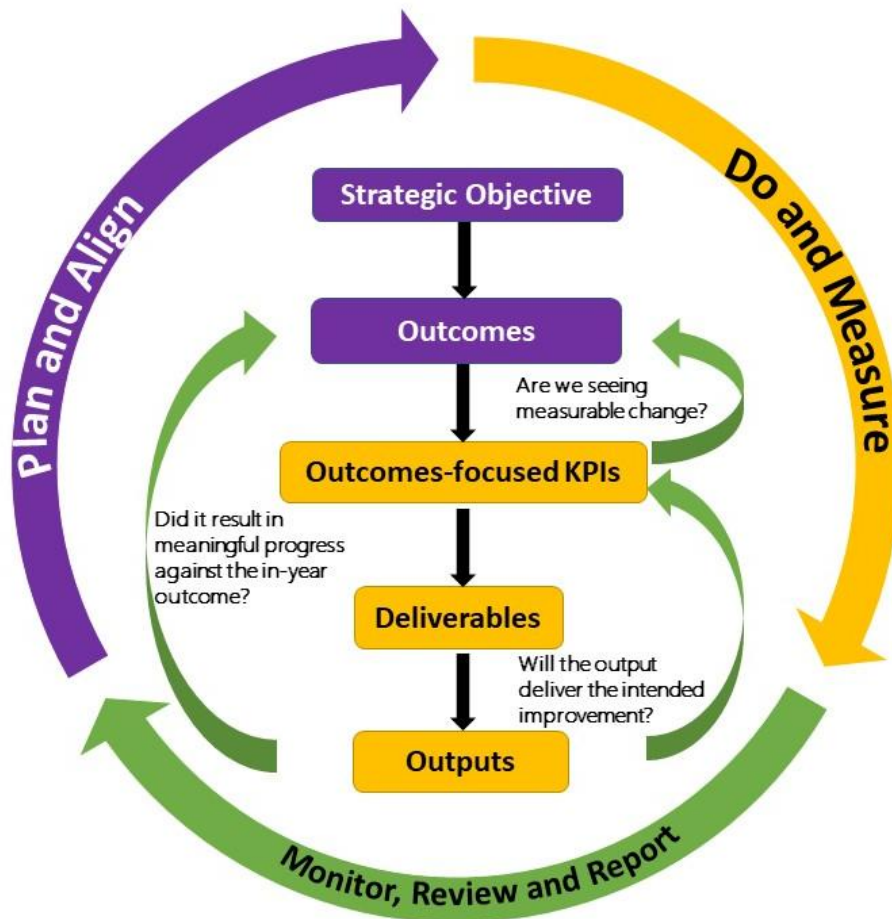 Plan and Align
Do and Measure
Strategic Objective
Outcomes
Are we seeing
measurable change?
Outcomes-focused KPIs
Did it result in
meaningful progress
against the in-year
outcome?
Deliverables
Will the output
deliver the intended
improvement?
Outputs
Monitor, Review and Report